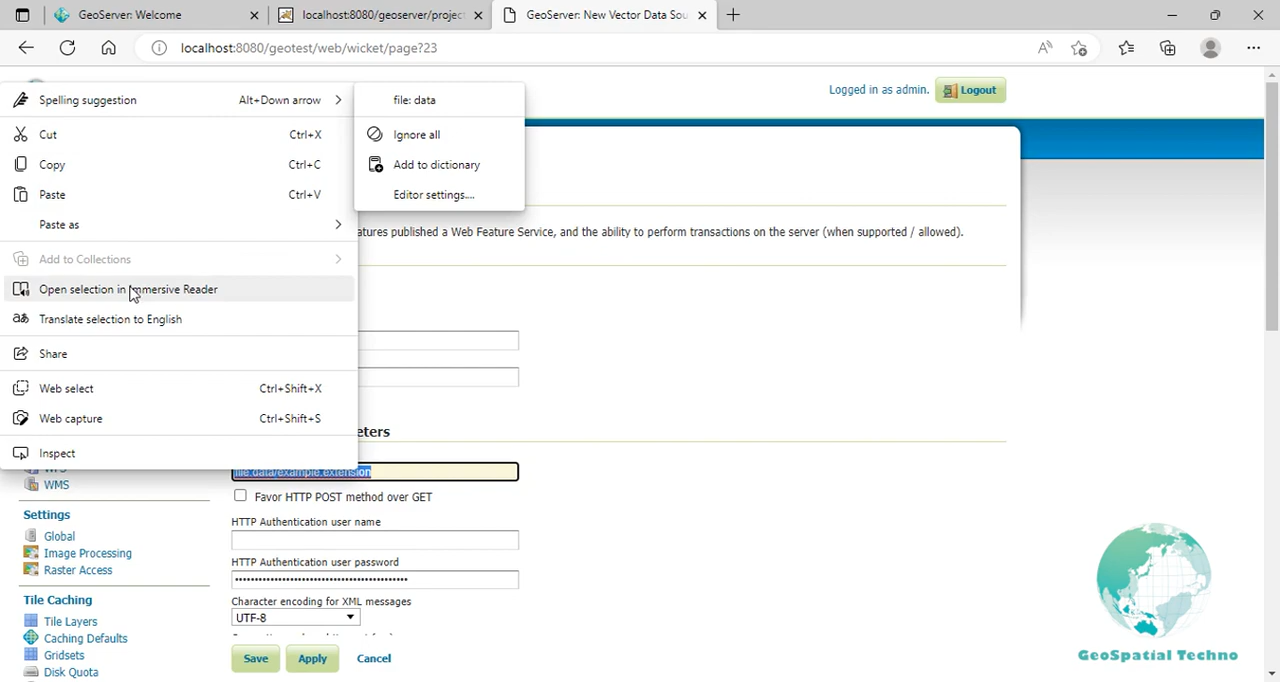 GeoServer: Welcome
localhost:8080/geoserver/project
GeoServer: New Vector Data Sou
localhost:8080/geotest/web/wicket/page?23
Logged in as admin.
Logout
Spelling suggestion Alt+Down arrow
Cut Ctrl+X
Copy Ctrl+C
Paste Ctrl+V
Paste as
Add to Collections
Open selection in Immersive Reader
Translate selection to English
Share
Web select Ctrl+Shift+X
Web capture Ctrl+Shift+S
Inspect
file: data
Ignore all
Add to dictionary
Editor settings....
atures published a Web Feature Service, and the ability to perform transactions on the server (when supported / allowed).
eters
file:data/example.extension
Favor HTTP POST method over GET
HTTP Authentication user name
HTTP Authentication user password
••••••••••••••••••••••••••••••••••••••••••••
Character encoding for XML messages
UTF-8
Save
Apply
Cancel
WMS
Settings
Global
Image Processing
Raster Access
Tile Caching
Tile Layers
Caching Defaults
Gridsets
Disk Quota
GeoSpatial Techno